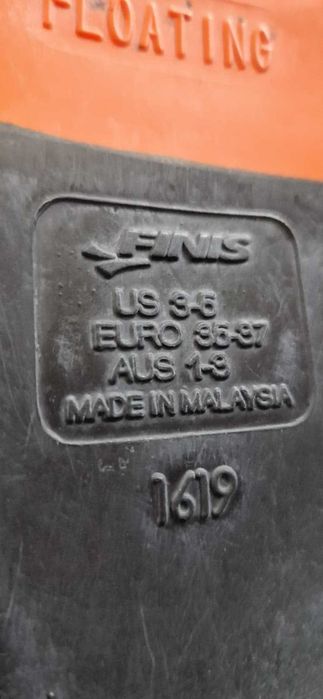 FLOATING
FINIS
US 3-5
EURO 35-37
AUS 1-3
MADE IN MALAYSIA
1619